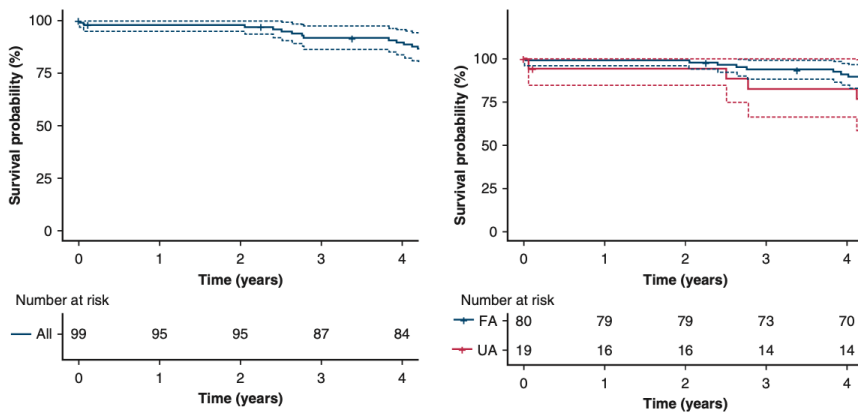 Survival probability (%)
100
75
50
25
0
0 1 2 3 4
Time (years)
Number at risk
All 99 95 95 87 84
0 1 2 3 4
Time (years)
Survival probability (%)
100
75
50
25
0
0 1 2 3 4
Time (years)
Number at risk
FA 80 79 79 73 70
UA 19 16 16 14 14
0 1 2 3 4
Time (years)